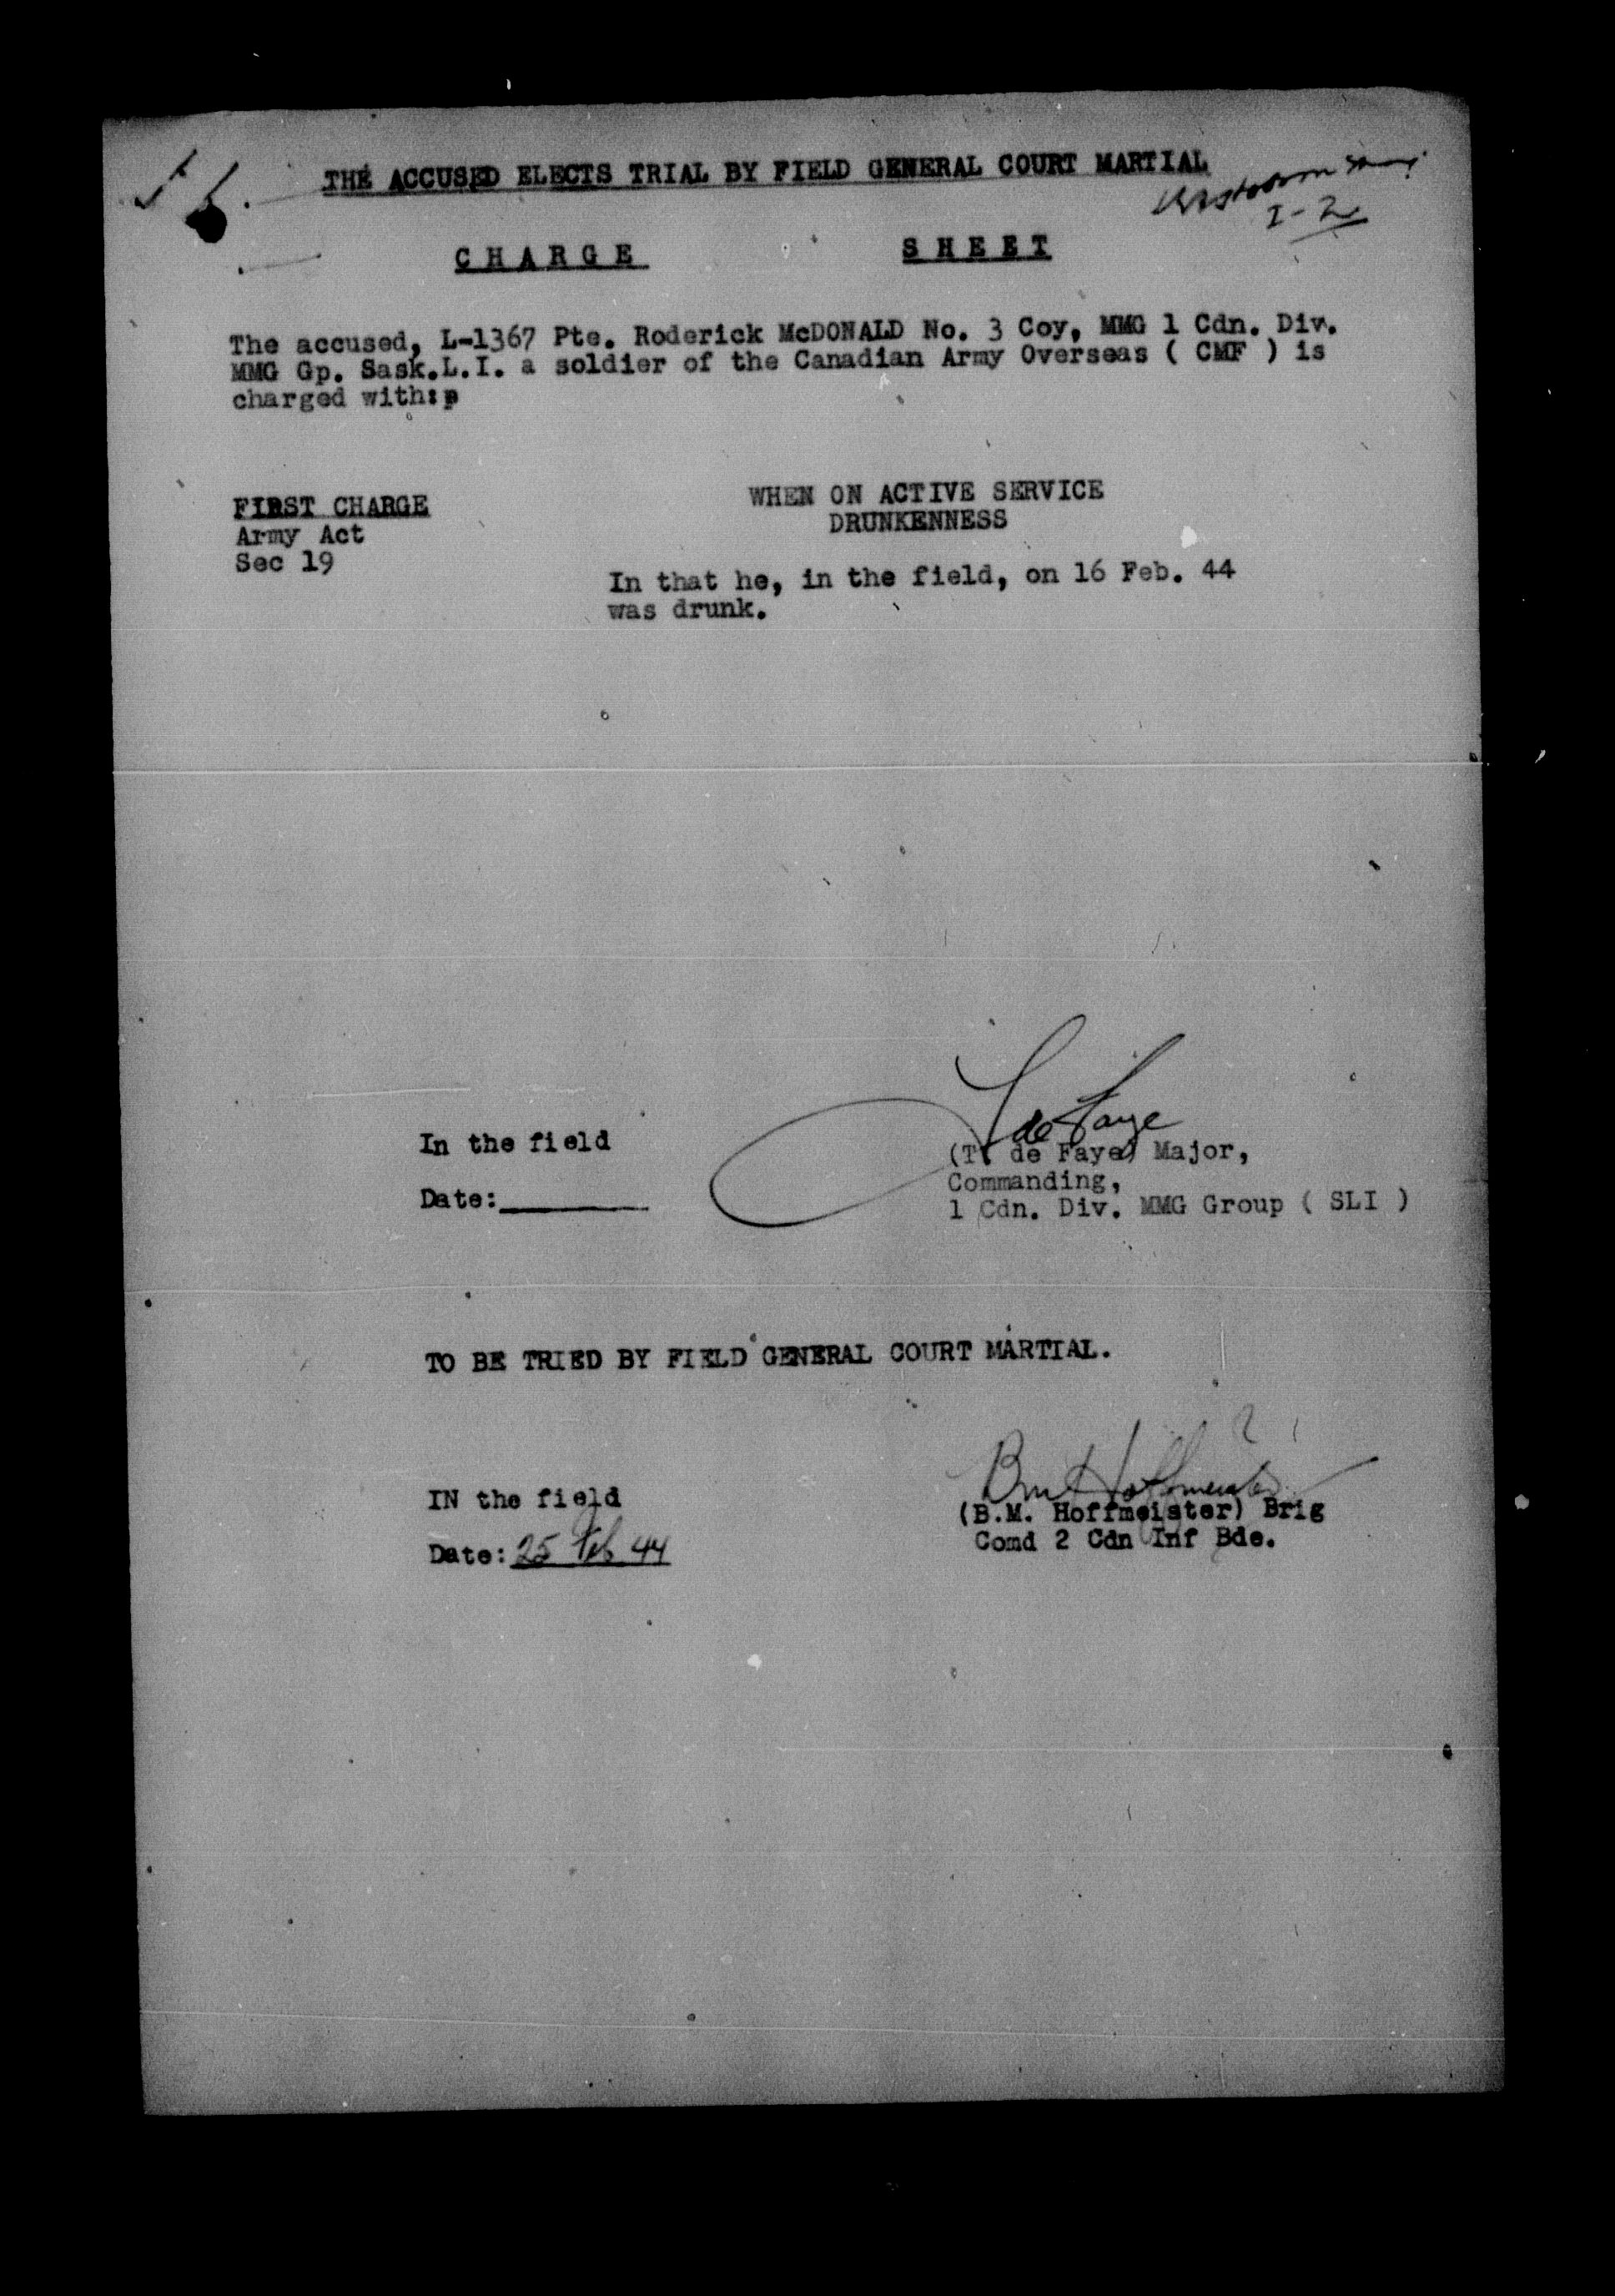 THE ACCUSED ELECTS TRIAL BY FIELD GENERAL COURT MARTIAL
I-2
CHARGE SHEET
The accused, L-1367 Pte. Roderick McDONALD No. 3 Coy, MMG 1 Cdn. Div.
MMG Gp. Sask.L.I. a soldier of the Canadian Army Overseas ( CMF ) is
charged with:p
FIRST CHARGE
Army Act
Sec 19
WHEN ON ACTIVE SERVICE
DRUNKENNESS
In that he, in the field, on 16 Feb. 44
was drunk.
T de Faye
In the field
(T. de Faye) Major,
Commanding,
Date:
1 Cdn. Div. MMG Group ( SLI )
TO BE TRIED BY FIELD GENERAL COURT MARTIAL.
BM Hoffmeister
IN the field
(B.M. Hoffmeister) Brig
Comd 2 Cdn Inf Bde.
Date: 25 Feb 44